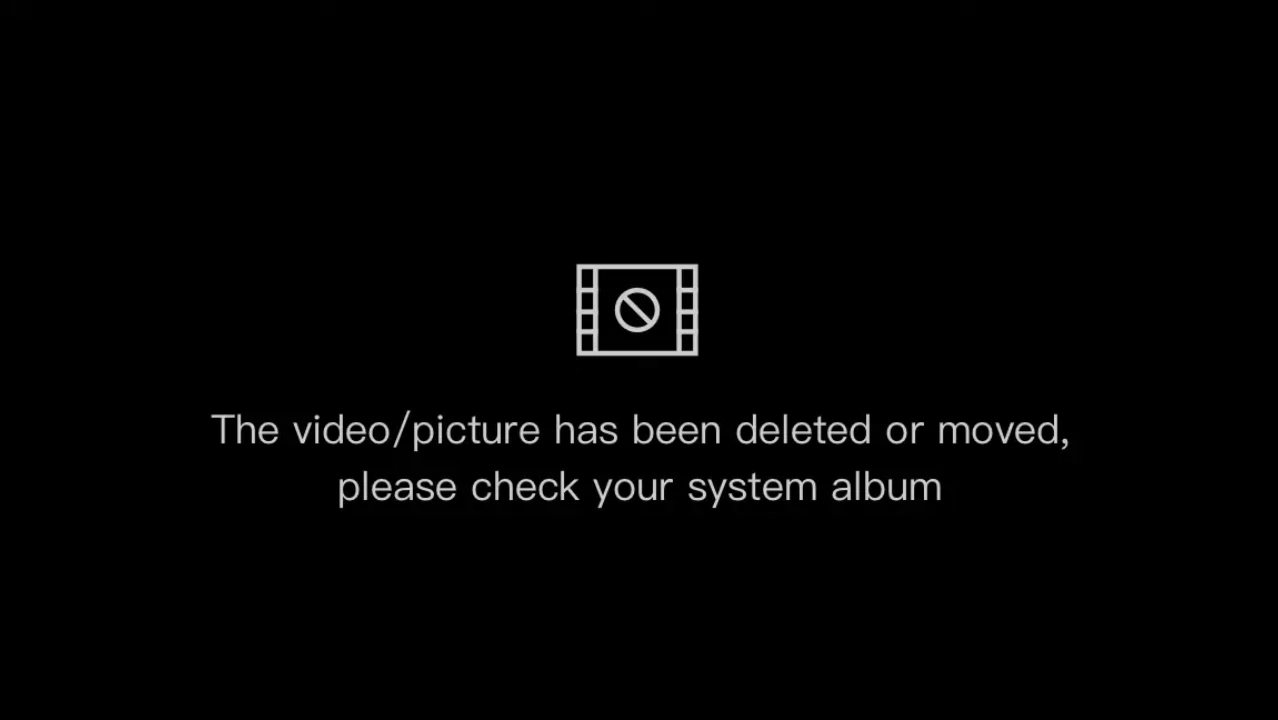 The video/picture has been deleted or moved,
please check your system album